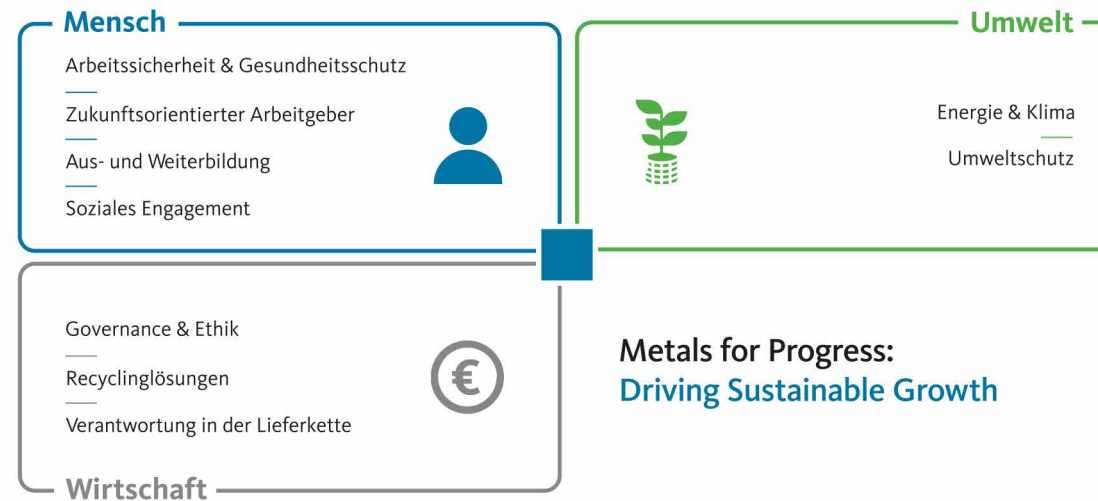 Mensch
Arbeitssicherheit & Gesundheitsschutz
Zukunftsorientierter Arbeitgeber
Aus- und Weiterbildung
Soziales Engagement
Umwelt
Energie & Klima
Umweltschutz
Governance & Ethik
Recyclinglösungen
Verantwortung in der Lieferkette
Wirtschaft
€
Metals for Progress:
Driving Sustainable Growth